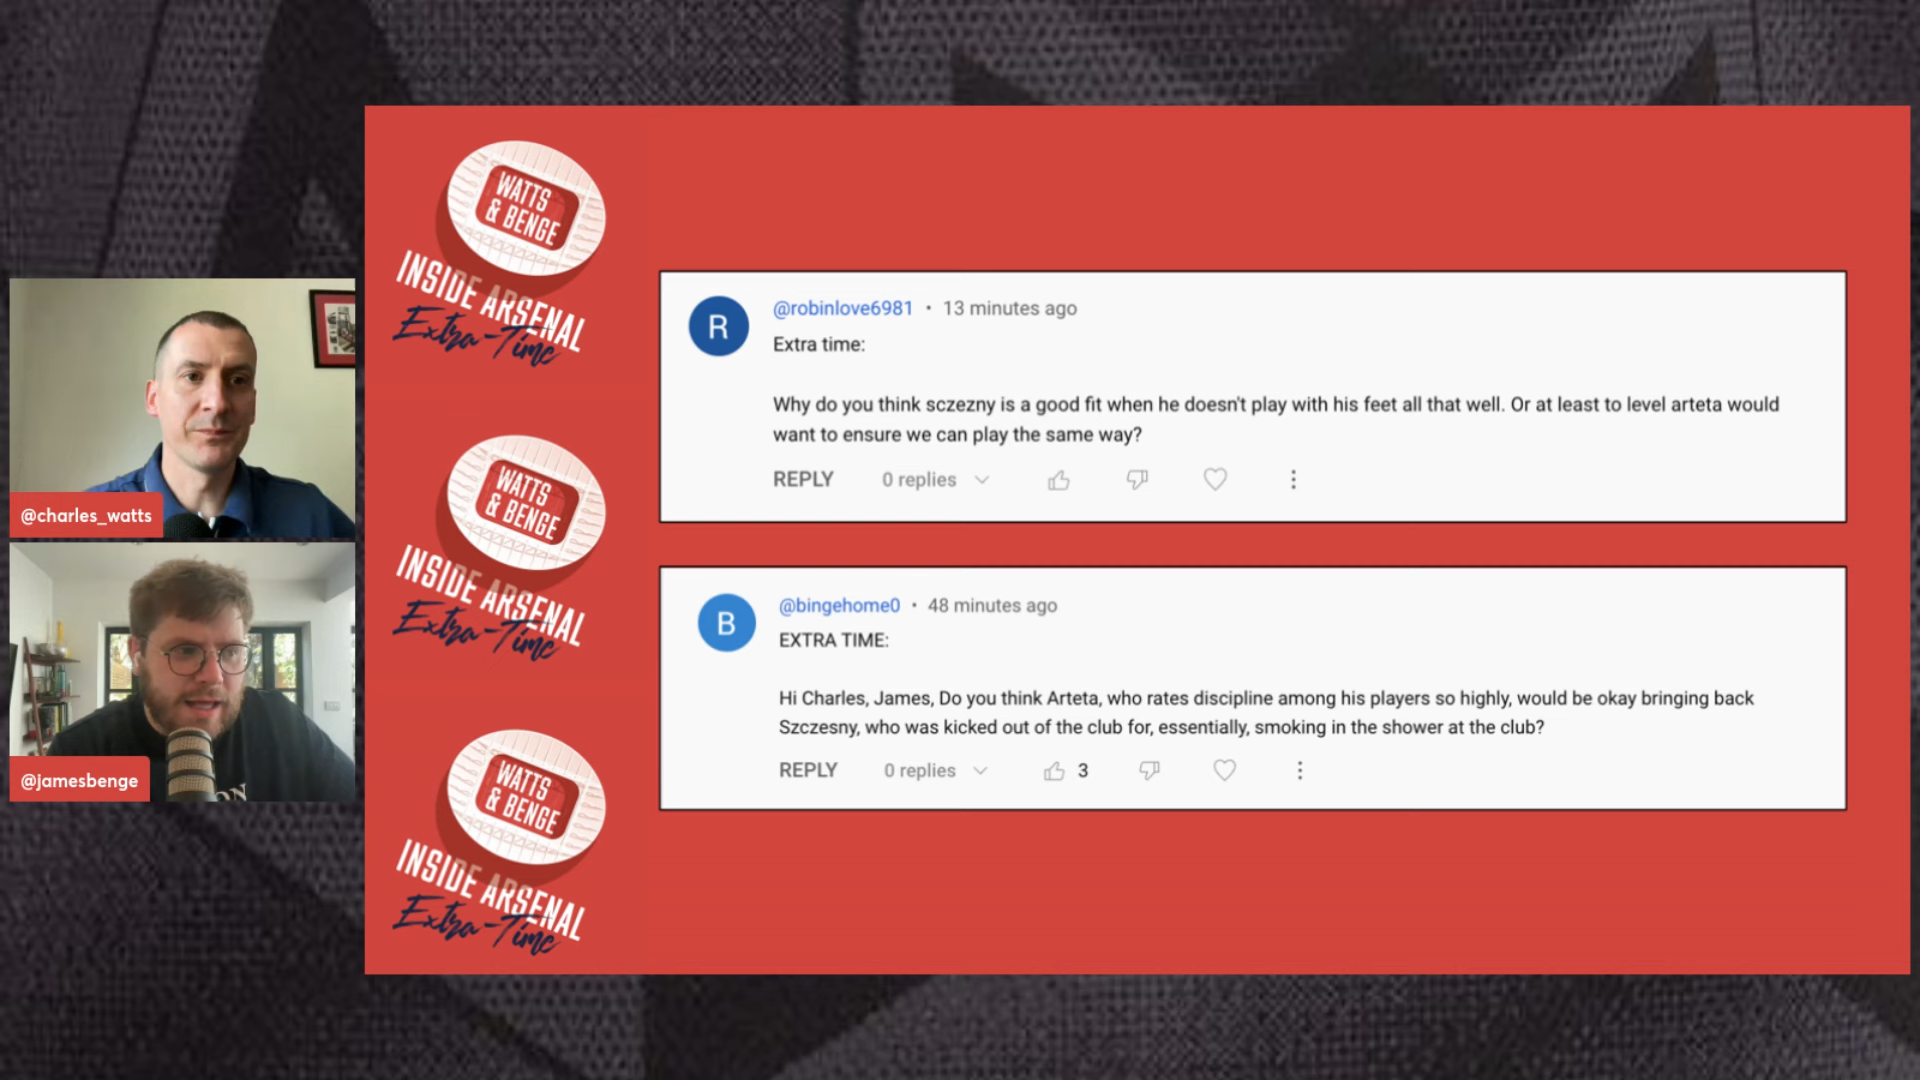 WATTS
& BENGE
INSIDE ARSENAL
Extra-Time
WATTS
& BENGE
INSIDE ARSENAL
Extra-Time
WATTS
& BENGE
INSIDE ARSENAL
Extra-Time
@charles_watts
@jamesbenge
R
@robinlove6981 • 13 minutes ago
Extra time:
Why do you think sczezny is a good fit when he doesn't play with his feet all that well. Or at least to level arteta would
want to ensure we can play the same way?
REPLY 0 replies
B
@bingehome0 • 48 minutes ago
EXTRA TIME:
Hi Charles, James, Do you think Arteta, who rates discipline among his players so highly, would be okay bringing back
Szczesny, who was kicked out of the club for, essentially, smoking in the shower at the club?
REPLY 0 replies 3